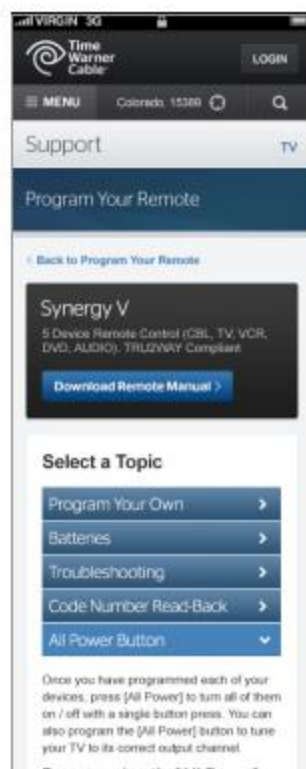 VIRGIN 3G
Time
Warner
Cable
LOGIN
MENU
Colorado, 15389
Support
TV
Program Your Remote
< Back to Program Your Remote
Synergy V
5 Device Remote Control (CBL, TV, VCR,
DVD, AUDIO). TRU2WAY Compliant
Download Remote Manual >
Select a Topic
Program Your Own
Batteries
Troubleshooting
Code Number Read-Back
All Power Button
Once you have programmed each of your
devices, press [All Power] to turn all of them
on / off with a single button press. You can
also program the [All Power] button to tune
your TV to its correct output channel.